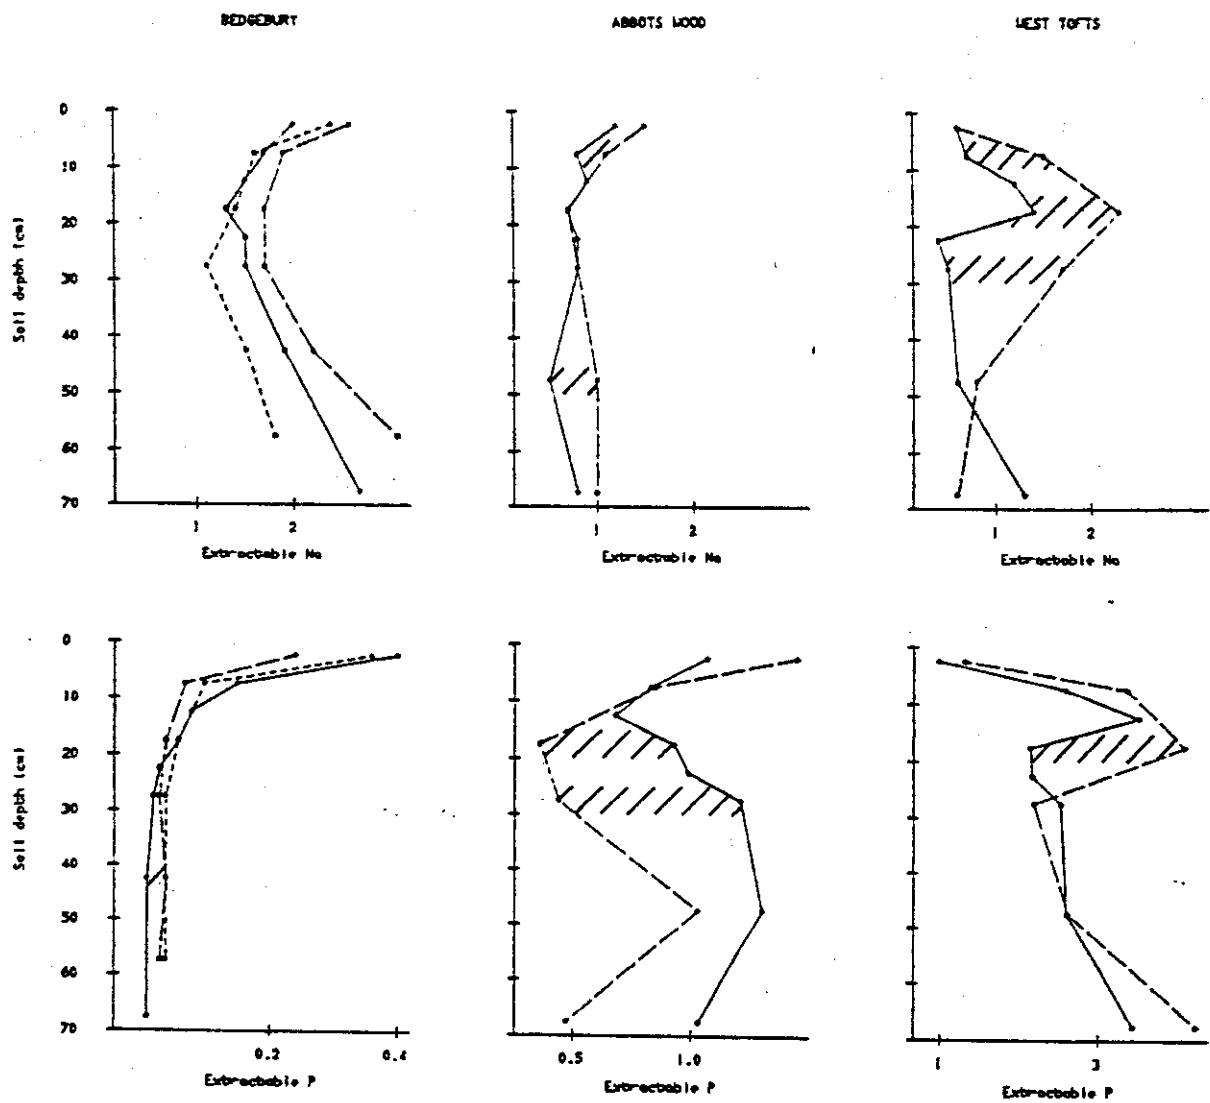 BEDGEBURY
ABBOTS WOOD
WEST TOFTS
0
10
20
30
40
50
60
70
Soil depth (cm)
1 2
Extractable Na
1 2
Extractable Na
1 2
Extractable Na
0
10
20
30
40
50
60
70
Soil depth (cm)
0.2 0.4
Extractable P
0.5 1.0
Extractable P
1 3
Extractable P